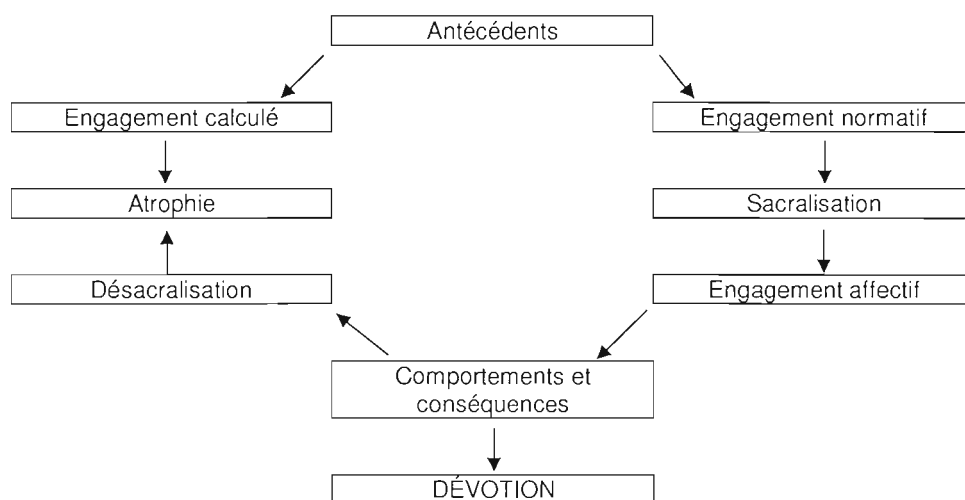 Antécédents
Engagement calculé
Engagement normatif
Atrophie
Sacralisation
Désacralisation
Engagement affectif
Comportements et
conséquences
DÉVOTION